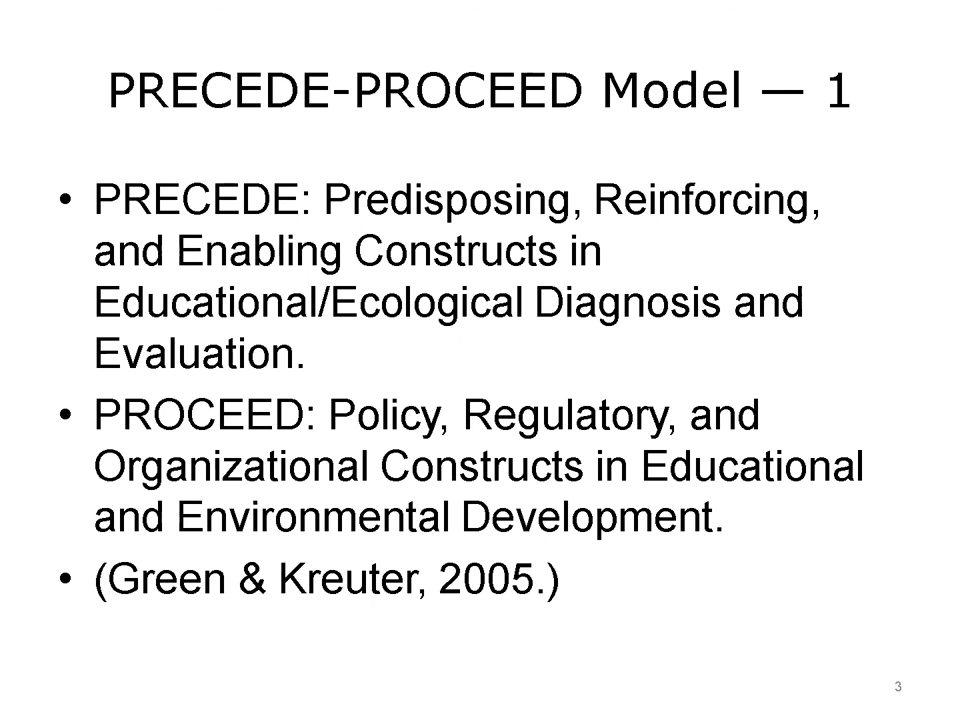 PRECEDE-PROCEED Model — 1
• PRECEDE: Predisposing, Reinforcing,
and Enabling Constructs in
Educational/Ecological Diagnosis and
Evaluation.
• PROCEED: Policy, Regulatory, and
Organizational Constructs in Educational
and Environmental Development.
• (Green & Kreuter, 2005.)
3